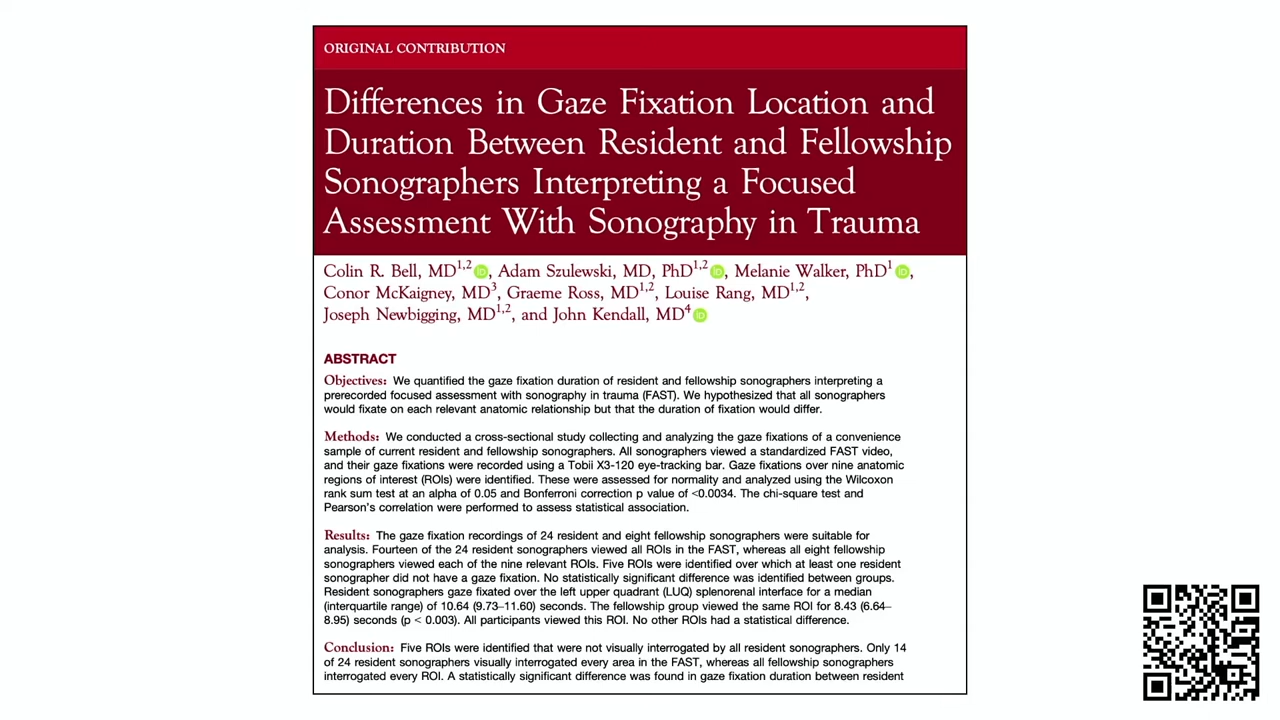 ORIGINAL CONTRIBUTION
Differences in Gaze Fixation Location and
Duration Between Resident and Fellowship
Sonographers Interpreting a Focused
Assessment With Sonography in Trauma
Colin R. Bell, MD1,2 iD, Adam Szulewski, MD, PhD1,2 iD, Melanie Walker, PhD1 iD,
Conor McKaigney, MD3, Graeme Ross, MD1,2, Louise Rang, MD1,2,
Joseph Newbigging, MD1,2, and John Kendall, MD4 iD
ABSTRACT
Objectives: We quantified the gaze fixation duration of resident and fellowship sonographers interpreting a
prerecorded focused assessment with sonography in trauma (FAST). We hypothesized that all sonographers
would fixate on each relevant anatomic relationship but that the duration of fixation would differ.
Methods: We conducted a cross-sectional study collecting and analyzing the gaze fixations of a convenience
sample of current resident and fellowship sonographers. All sonographers viewed a standardized FAST video,
and their gaze fixations were recorded using a Tobii X3-120 eye-tracking bar. Gaze fixations over nine anatomic
regions of interest (ROIs) were identified. These were assessed for normality and analyzed using the Wilcoxon
rank sum test at an alpha of 0.05 and Bonferroni correction p value of <0.0034. The chi-square test and
Pearson's correlation were performed to assess statistical association.
Results: The gaze fixation recordings of 24 resident and eight fellowship sonographers were suitable for
analysis. Fourteen of the 24 resident sonographers viewed all ROIs in the FAST, whereas all eight fellowship
sonographers viewed each of the nine relevant ROIs. Five ROIs were identified over which at least one resident
sonographer did not have a gaze fixation. No statistically significant difference was identified between groups.
Resident sonographers gaze fixated over the left upper quadrant (LUQ) splenorenal interface for a median
(interquartile range) of 10.64 (9.73–11.60) seconds. The fellowship group viewed the same ROI for 8.43 (6.64–
8.95) seconds (p < 0.003). All participants viewed this ROI. No other ROIs had a statistical difference.
Conclusion: Five ROIs were identified that were not visually interrogated by all resident sonographers. Only 14
of 24 resident sonographers visually interrogated every area in the FAST, whereas all fellowship sonographers
interrogated every ROI. A statistically significant difference was found in gaze fixation duration between resident